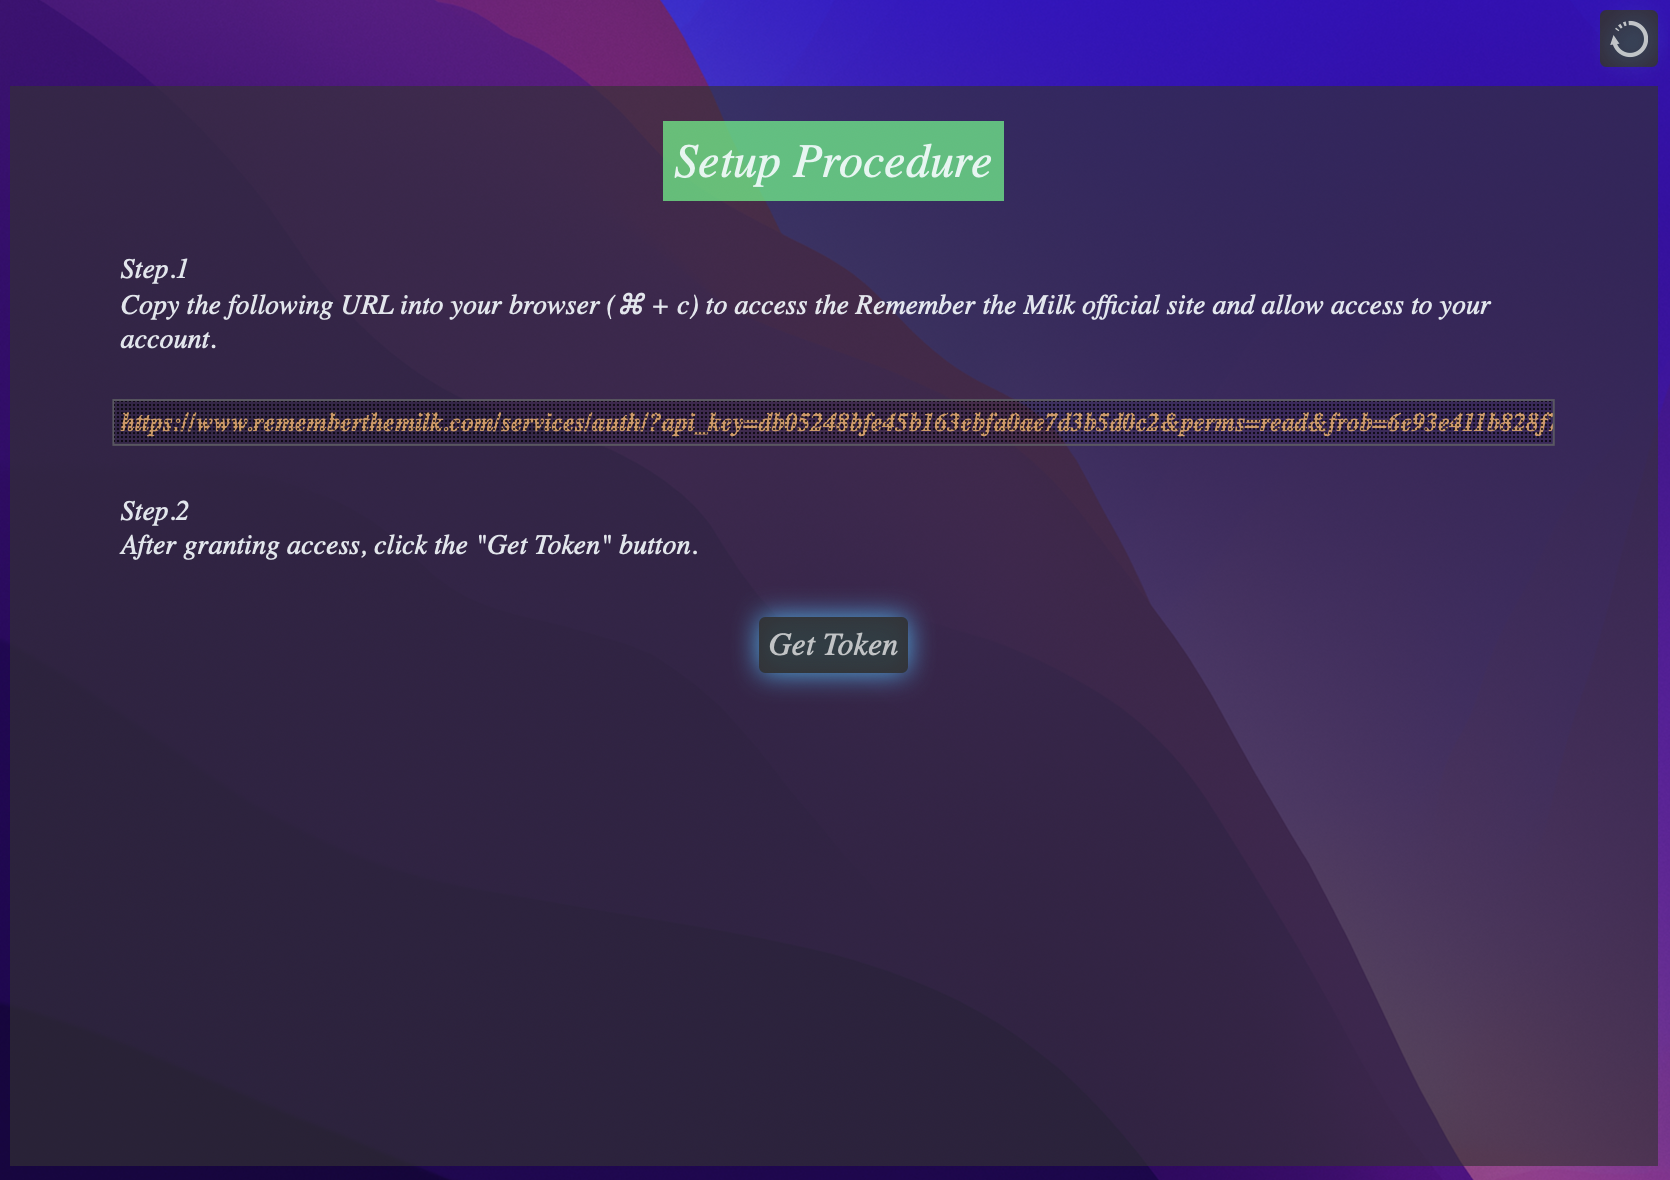 Setup Procedure
Step.1
Copy the following URL into your browser (⌘ + c) to access the Remember the Milk official site and allow access to your
account.
https://www.rememberthemilk.com/services/auth/?api_key=db05248bfe45b163ebfa0ae7d3b5d0c2&perms=read&frob=6e93e411b828f
Step.2
After granting access, click the "Get Token" button.
Get Token